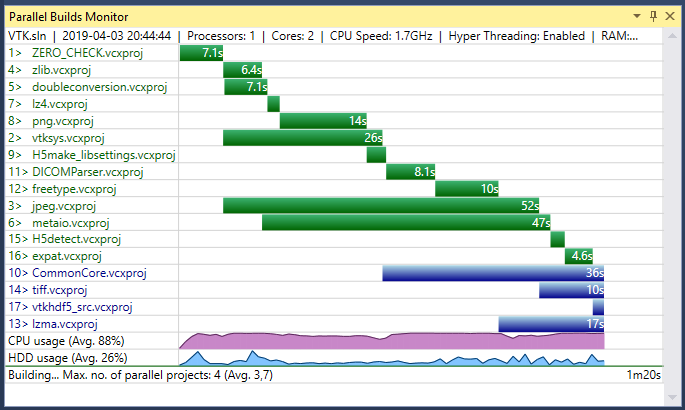 Parallel Builds Monitor
VTK.sln | 2019-04-03 20:44:44 | Processors: 1 | Cores: 2 | CPU Speed: 1.7GHz | Hyper Threading: Enabled | RAM:...
1> ZERO_CHECK.vcxproj 7.1s
4> zlib.vcxproj 6.4s
5> doubleconversion.vcxproj 7.1s
7> lz4.vcxproj
8> png.vcxproj 14s
2> vtksys.vcxproj 26s
9> H5make_libsettings.vcxproj
11> DICOMParser.vcxproj 8.1s
12> freetype.vcxproj 10s
3> jpeg.vcxproj 52s
6> metaio.vcxproj 47s
15> H5detect.vcxproj
16> expat.vcxproj 4.6s
10> CommonCore.vcxproj 36s
14> tiff.vcxproj 10s
17> vtkhdf5_src.vcxproj
13> lzma.vcxproj 17s
CPU usage (Avg. 88%)
HDD usage (Avg. 26%)
Building... Max. no. of parallel projects: 4 (Avg. 3,7) 1m20s